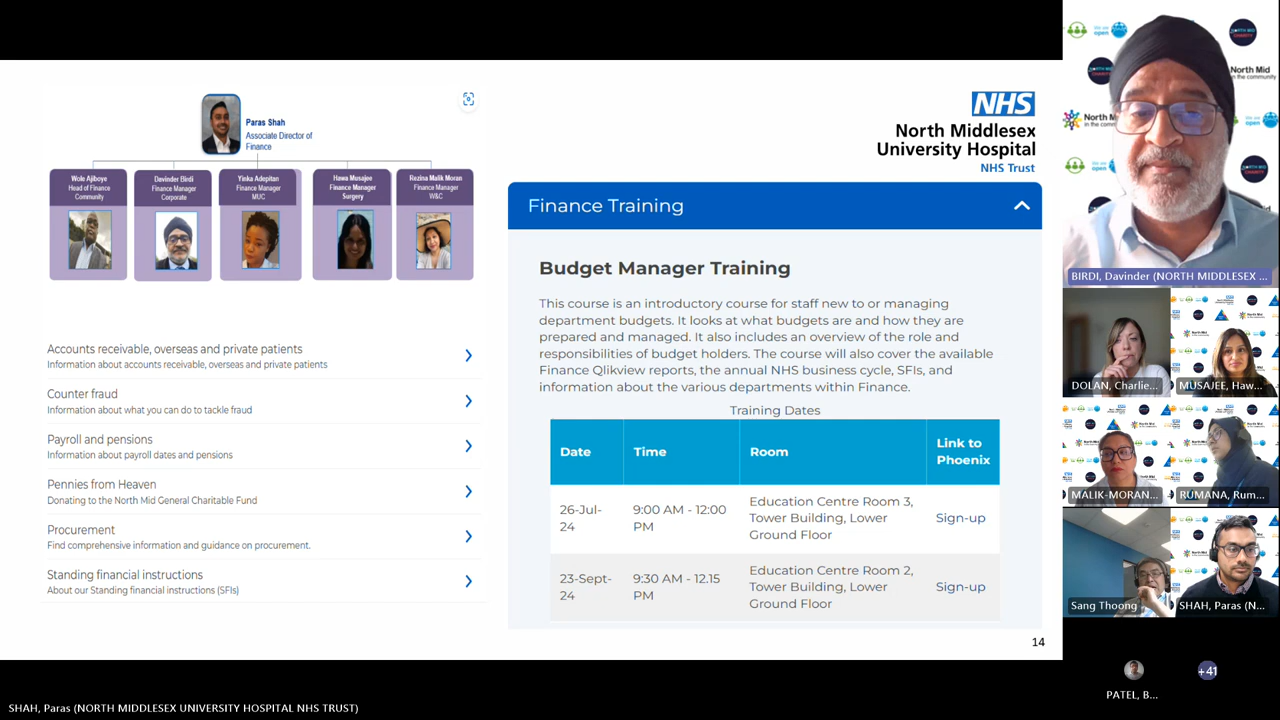 Paras Shah
Associate Director of
Finance
Wole Ajiboye
Head of Finance
Community
Davinder Birdi
Finance Manager
Corporate
Yinka Adepitan
Finance Manager
MUC
Hawa Musajee
Finance Manager
Surgery
Rezina Malik Moran
Finance Manager
W&C
Accounts receivable, overseas and private patients
Information about accounts receivable, overseas and private patients
Counter fraud
Information about what you can do to tackle fraud
Payroll and pensions
Information about payroll dates and pensions
Pennies from Heaven
Donating to the North Mid General Charitable Fund
Procurement
Find comprehensive information and guidance on procurement.
Standing financial instructions
About our Standing financial instructions (SFIs)
NHS
North Middlesex
University Hospital
NHS Trust
Finance Training
Budget Manager Training
This course is an introductory course for staff new to or managing
department budgets. It looks at what budgets are and how they are
prepared and managed. It also includes an overview of the role and
responsibilities of budget holders. The course will also cover the available
Finance Qlikview reports, the annual NHS business cycle, SFIs, and
information about the various departments within Finance.
Training Dates
Date
Time
Room
Link to
Phoenix
26-Jul-
24
9:00 AM - 12:00
PM
Education Centre Room 3,
Tower Building, Lower
Ground Floor
Sign-up
23-Sept-
24
9:30 AM - 12.15
PM
Education Centre Room 2,
Tower Building, Lower
Ground Floor
Sign-up
14
open
North Mid
in the community
BIRDI, Davinder (NORTH MIDDLESEX ...
DOLAN, Charlie...
MUSAJEE, Haw...
MALIK-MORAN...
RUMANA, Rum...
Sang Thoong
SHAH, Paras (N...
PATEL, B...
+41
SHAH, Paras (NORTH MIDDLESEX UNIVERSITY HOSPITAL NHS TRUST)